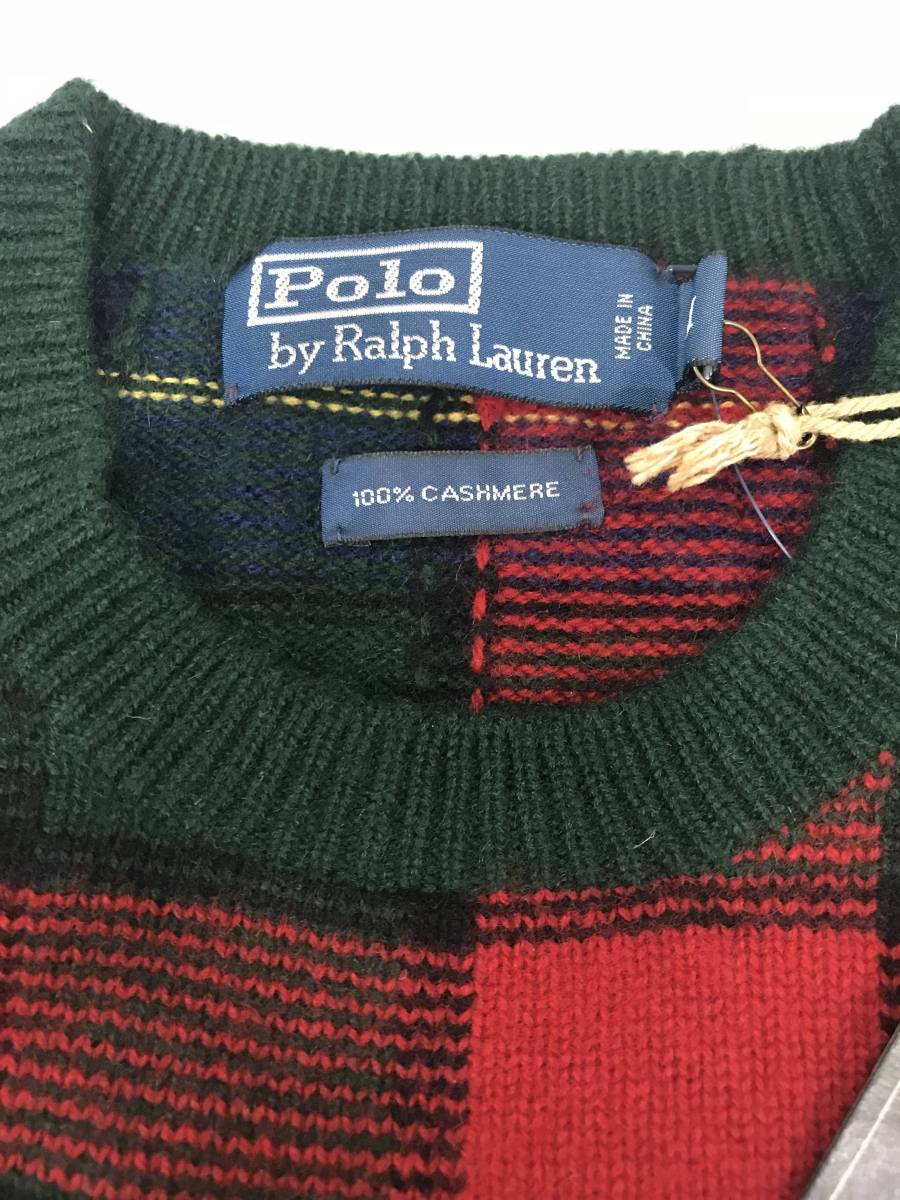 Polo
by Ralph Lauren
MADE IN
CHINA
100% CASHMERE